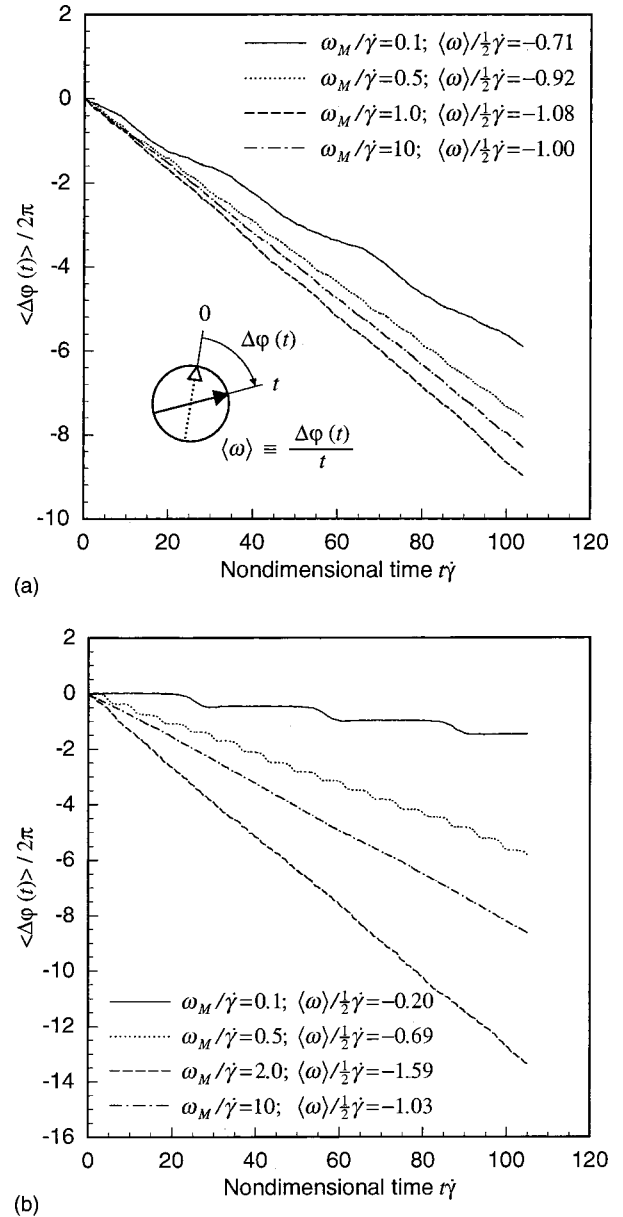 ω_M/γ̇=0.1; ⟨ω⟩/½γ̇=−0.71
ω_M/γ̇=0.5; ⟨ω⟩/½γ̇=−0.92
ω_M/γ̇=1.0; ⟨ω⟩/½γ̇=−1.08
ω_M/γ̇=10; ⟨ω⟩/½γ̇=−1.00
2
0
-2
-4
-6
-8
-10
<Δφ (t)> / 2π
0
Δφ (t)
t
⟨ω⟩ ≡ Δφ (t) / t
0 20 40 60 80 100 120
Nondimensional time tγ̇
(a)
2
0
-2
-4
-6
-8
-10
-12
-14
-16
<Δφ (t)> / 2π
ω_M/γ̇=0.1; ⟨ω⟩/½γ̇=−0.20
ω_M/γ̇=0.5; ⟨ω⟩/½γ̇=−0.69
ω_M/γ̇=2.0; ⟨ω⟩/½γ̇=−1.59
ω_M/γ̇=10; ⟨ω⟩/½γ̇=−1.03
0 20 40 60 80 100 120
Nondimensional time tγ̇
(b)